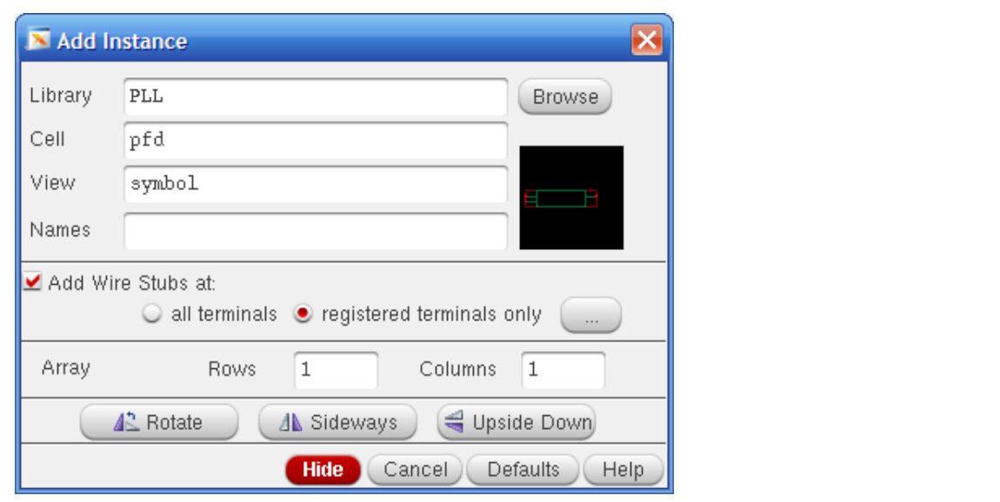 Add Instance
Library PLL Browse
Cell pfd
View symbol
Names
Add Wire Stubs at:
all terminals registered terminals only ...
Array Rows 1 Columns 1
Rotate Sideways Upside Down
Hide Cancel Defaults Help